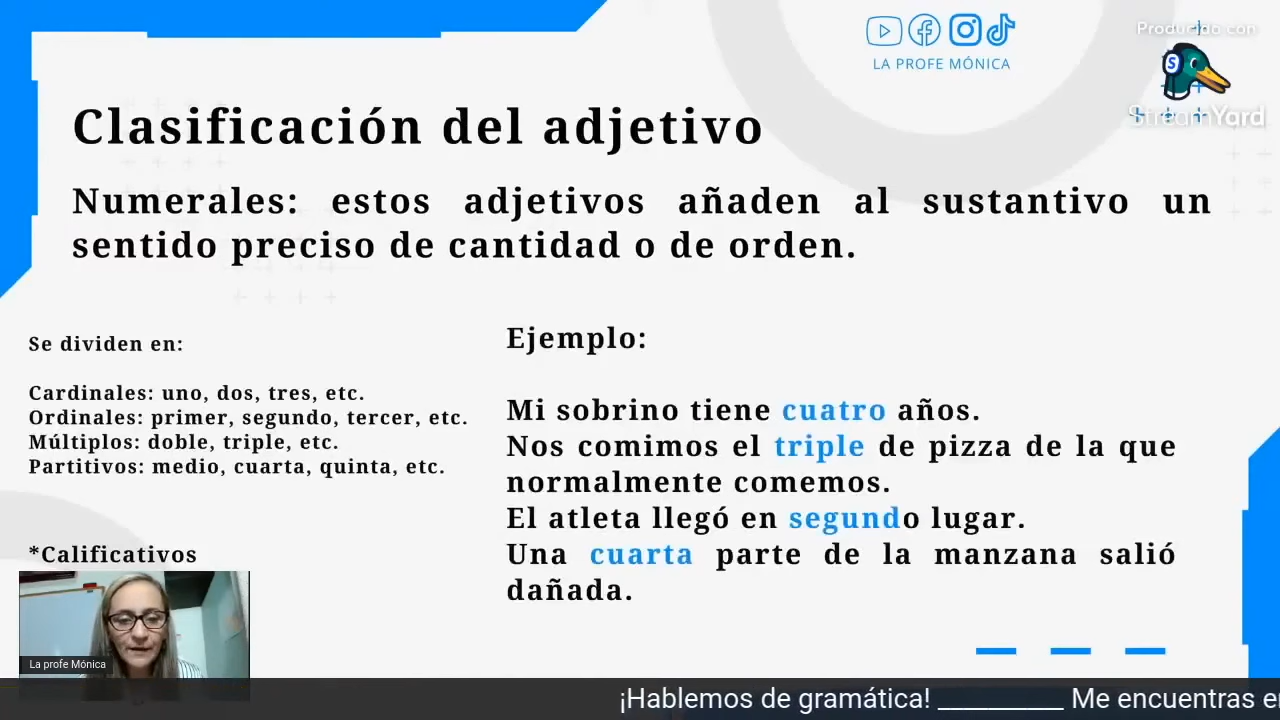 LA PROFE MÓNICA
Producido con
StreamYard
Clasificación del adjetivo
Numerales: estos adjetivos añaden al sustantivo un
sentido preciso de cantidad o de orden.
Se dividen en:
Cardinales: uno, dos, tres, etc.
Ordinales: primer, segundo, tercer, etc.
Múltiplos: doble, triple, etc.
Partitivos: medio, cuarta, quinta, etc.
*Calificativos
Ejemplo:
Mi sobrino tiene cuatro años.
Nos comimos el triple de pizza de la que
normalmente comemos.
El atleta llegó en segundo lugar.
Una cuarta parte de la manzana salió
dañada.
La profe Mónica
¡Hablemos de gramática! __________ Me encuentras